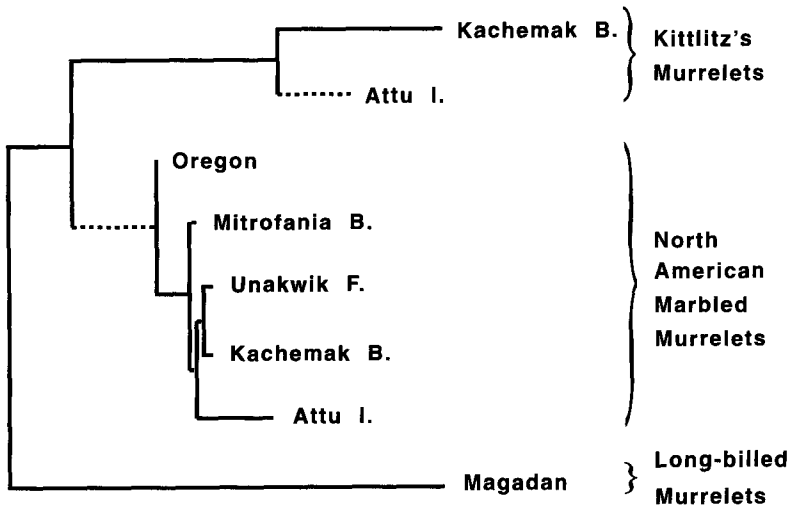 Kachemak B.
Attu I.
Kittlitz's
Murrelets
Oregon
Mitrofania B.
Unakwik F.
Kachemak B.
Attu I.
North
American
Marbled
Murrelets
Magadan
Long-billed
Murrelets